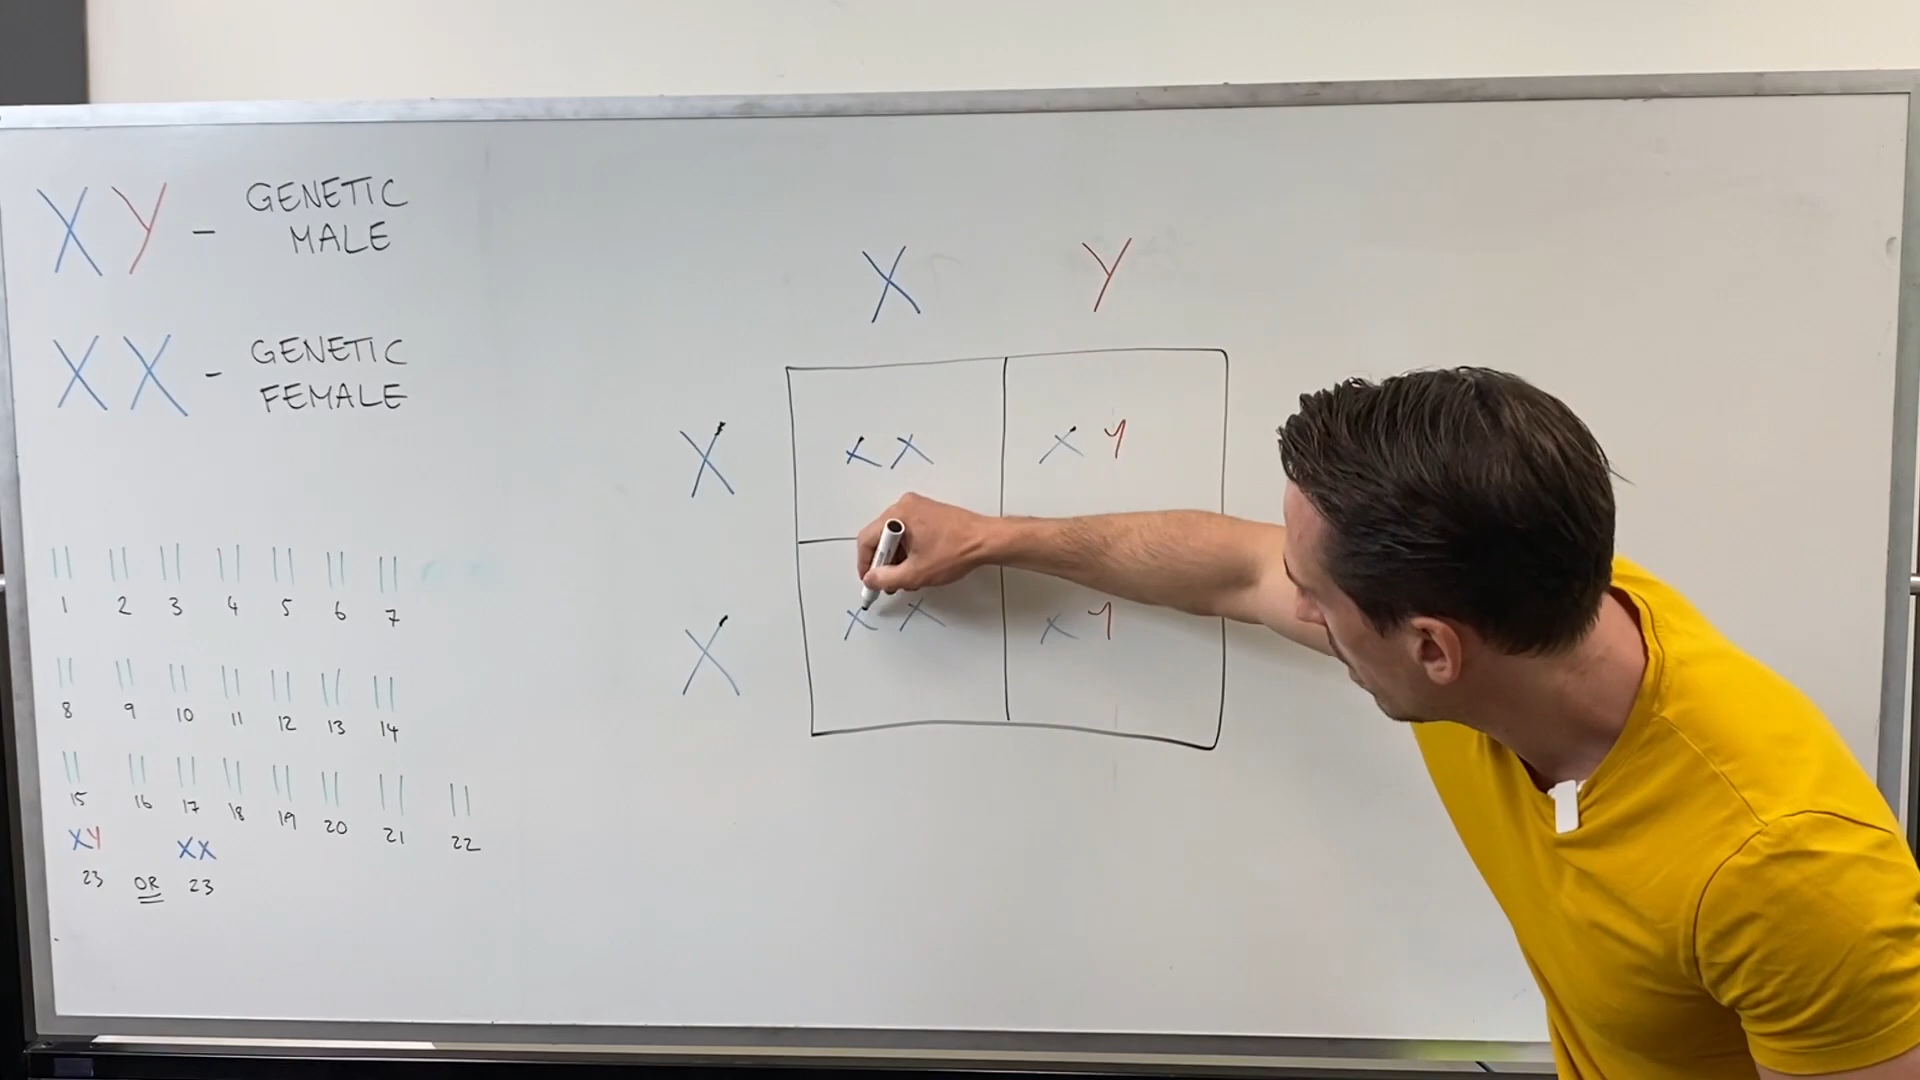 XY - GENETIC
MALE
XX - GENETIC
FEMALE
1 2 3 4 5 6 7
8 9 10 11 12 13 14
15 16 17 18 19 20 21 22
XY XX
23 OR 23
X Y
X XX XY
X XX XY